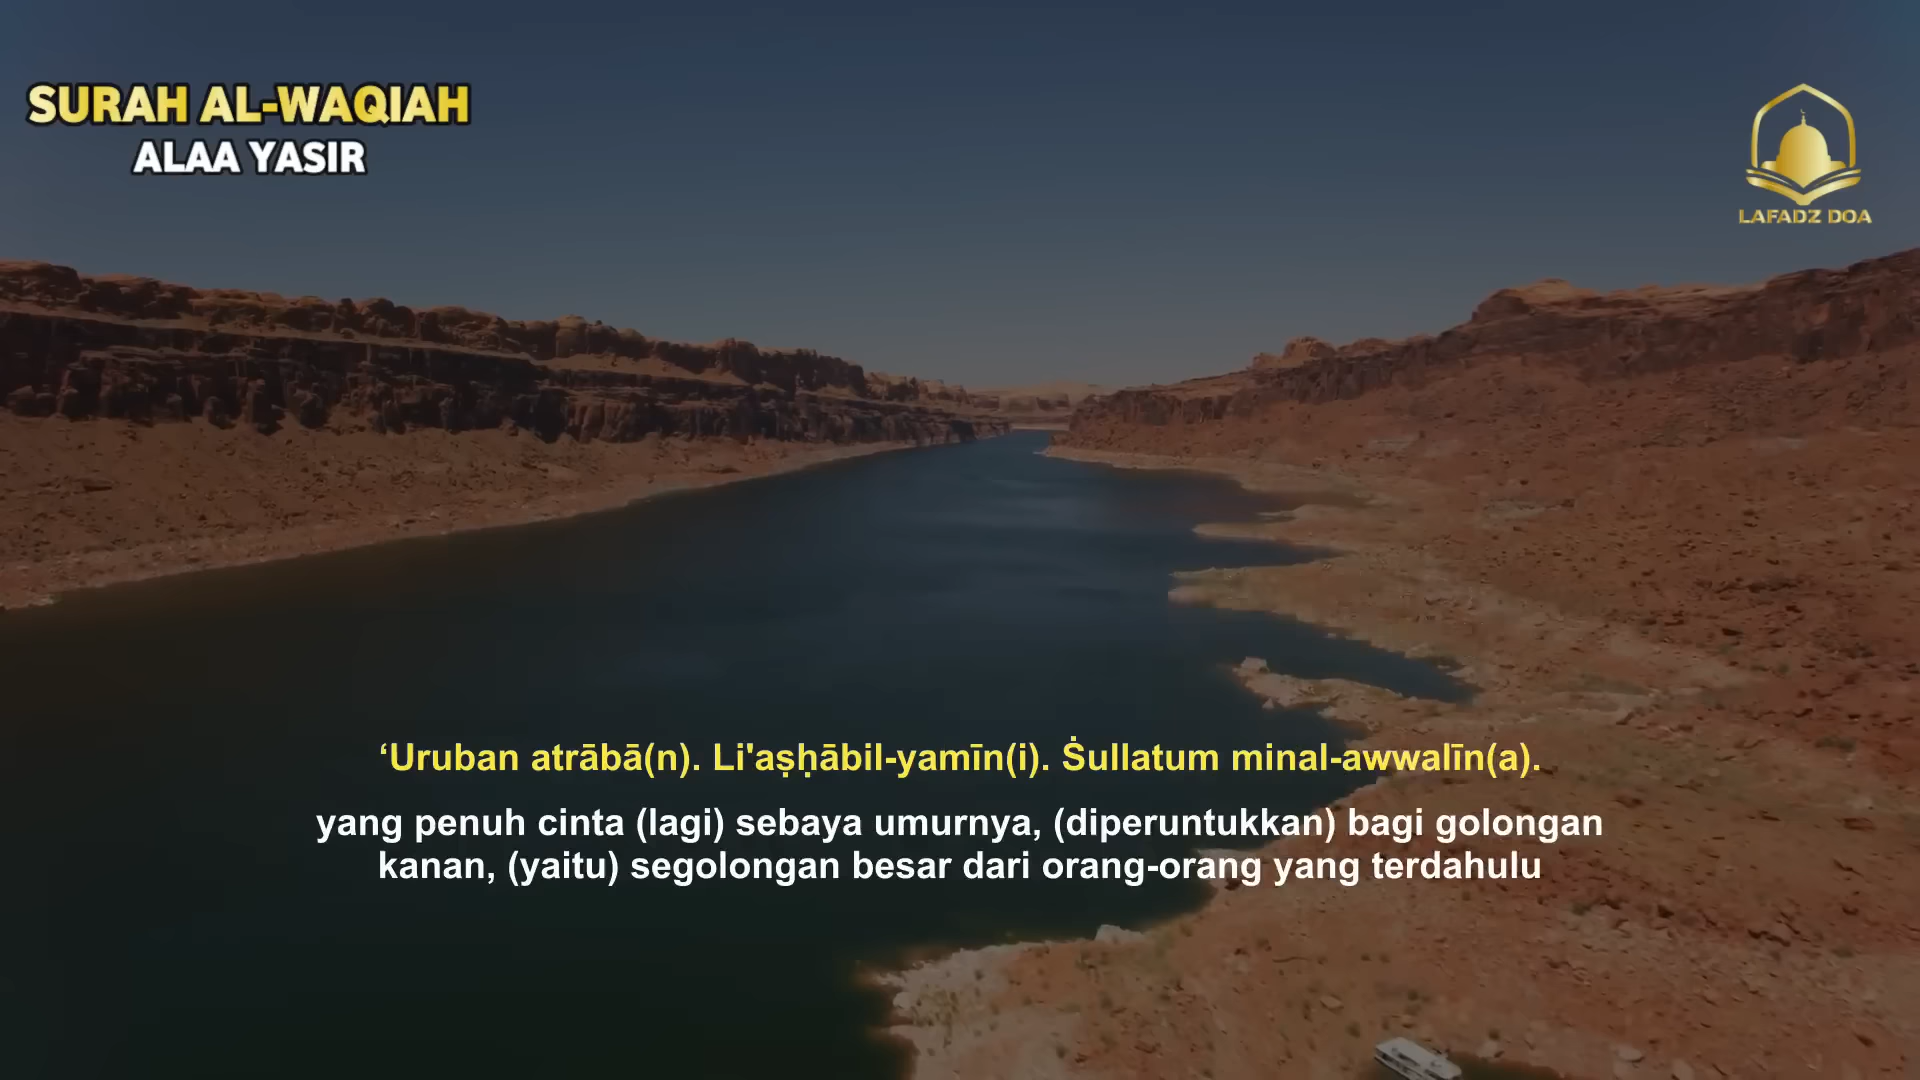 SURAH AL-WAQIAH
ALAA YASIR
LAFADZ DOA
‘Uruban atrābā(n). Li'aṣḥābil-yamīn(i). Ṡullatum minal-awwalīn(a).
yang penuh cinta (lagi) sebaya umurnya, (diperuntukkan) bagi golongan
kanan, (yaitu) segolongan besar dari orang-orang yang terdahulu